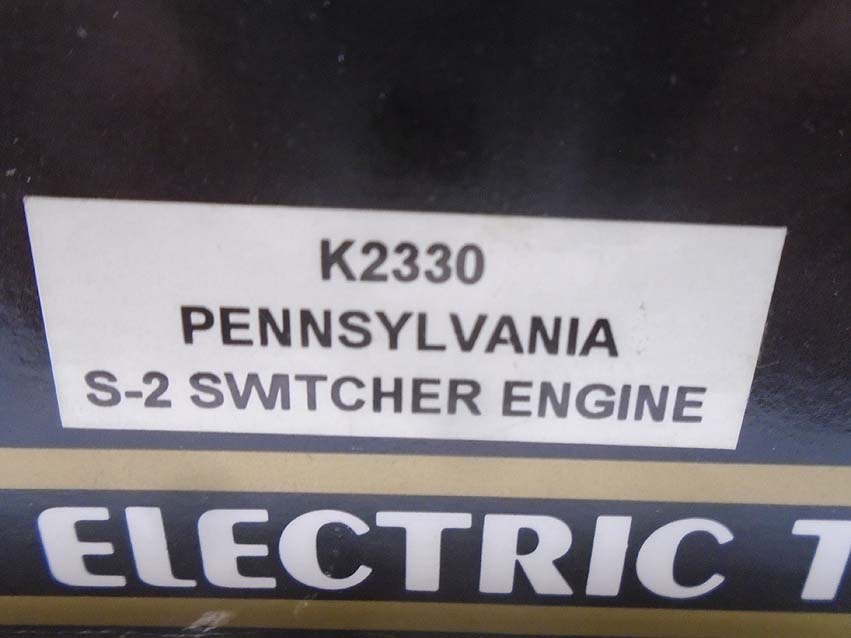 K2330
PENNSYLVANIA
S-2 SWITCHER ENGINE
ELECTRIC T